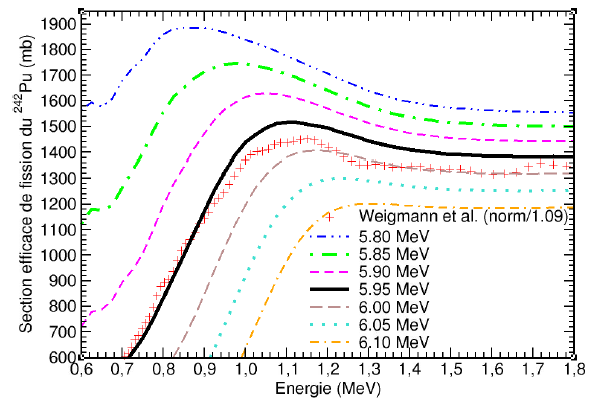 1900
1800
1700
1600
1500
1400
1300
1200
1100
1000
900
800
700
600
Section efficace de fission du ²⁴²Pu (mb)
Weigmann et al. (norm/1.09)
5.80 MeV
5.85 MeV
5.90 MeV
5.95 MeV
6.00 MeV
6.05 MeV
6.10 MeV
0,6 0,7 0,8 0,9 1,0 1,1 1,2 1,3 1,4 1,5 1,6 1,7 1,8
Energie (MeV)